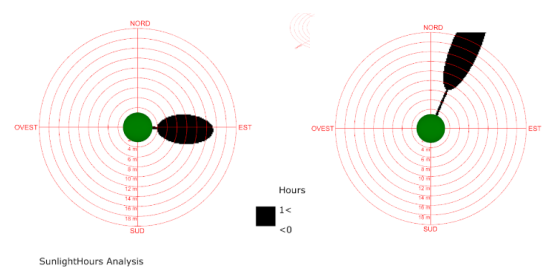 NORD
OVEST
EST
4 m
6 m
8 m
10 m
12 m
14 m
16 m
18 m
SUD
NORD
OVEST
EST
4 m
6 m
8 m
10 m
12 m
14 m
16 m
18 m
SUD
Hours
1<
<0
SunlightHours Analysis